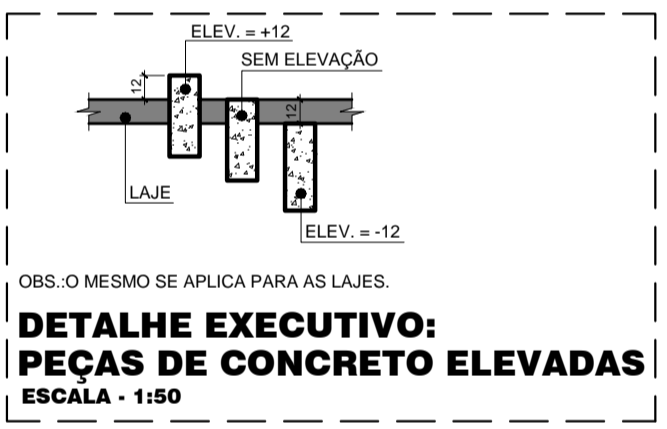 ELEV. = +12
SEM ELEVAÇÃO
12
12
LAJE
ELEV. = -12
OBS.:O MESMO SE APLICA PARA AS LAJES.
DETALHE EXECUTIVO:
PEÇAS DE CONCRETO ELEVADAS
ESCALA - 1:50